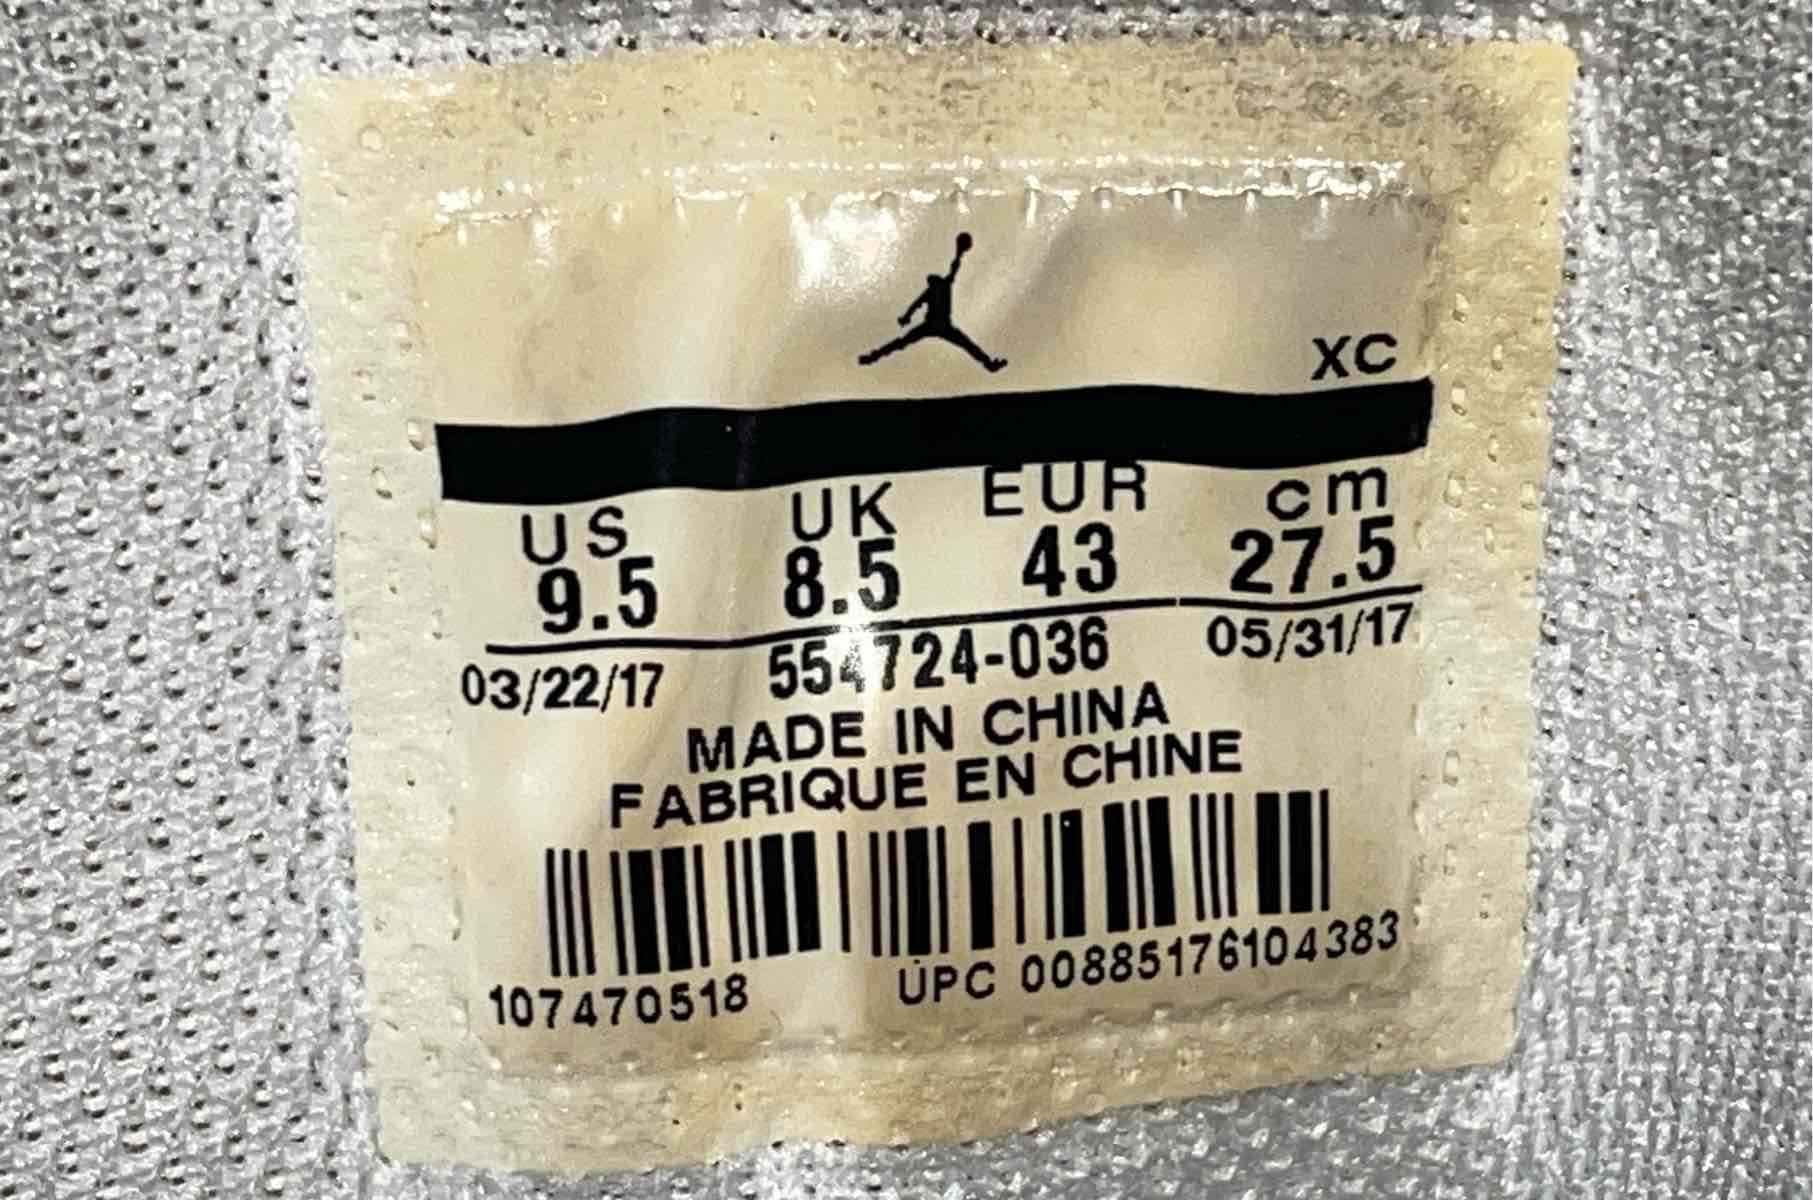 XC
US UK EUR cm
9.5 8.5 43 27.5
03/22/17 554724-036 05/31/17
MADE IN CHINA
FABRIQUE EN CHINE
107470518 UPC 00885176104383